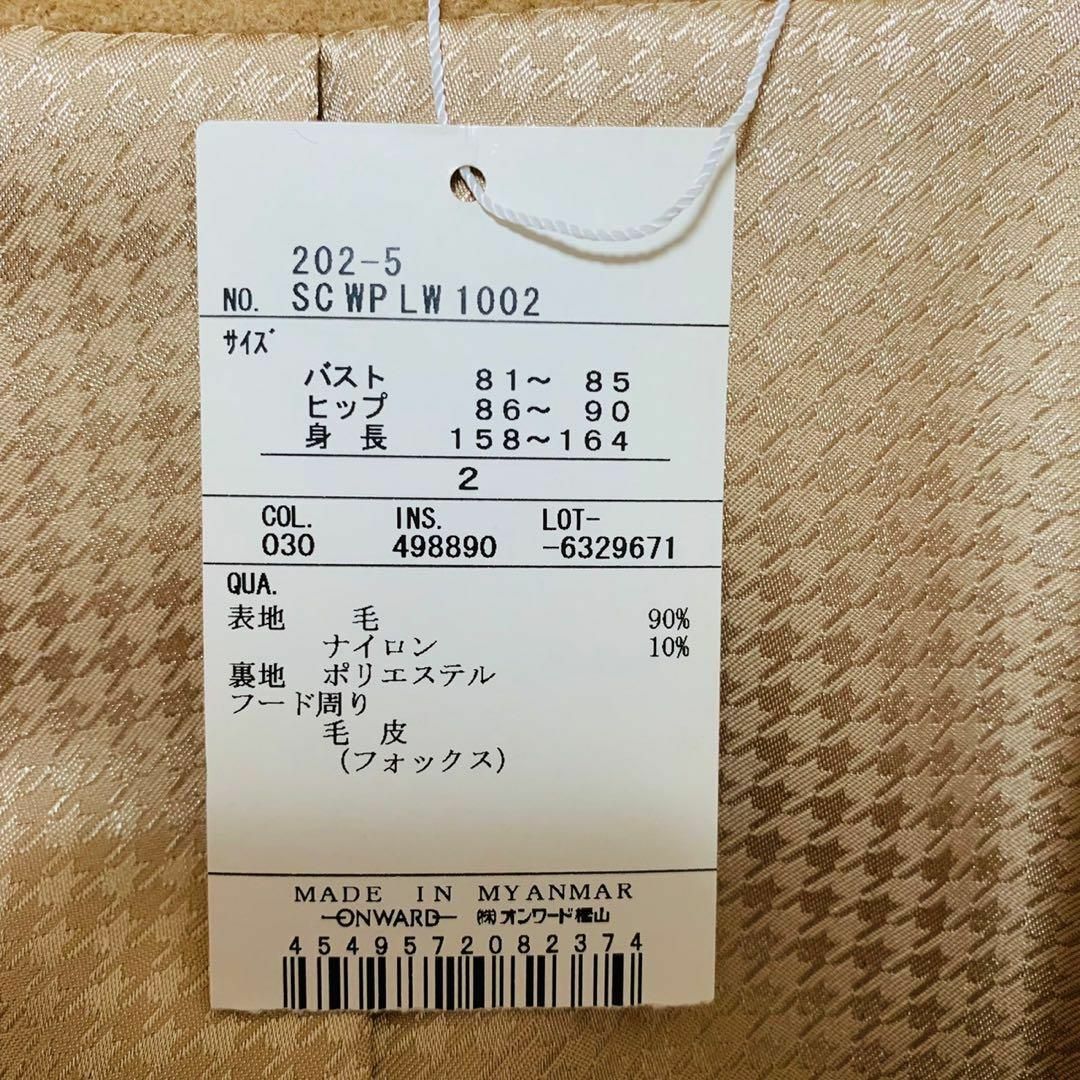 202-5
NO. SCWPLW1002
サイズ
バスト 81～ 85
ヒップ 86～ 90
身 長 158～164
2
COL. INS. LOT-
030 498890 -6329671
QUA.
表地 毛 90%
ナイロン 10%
裏地 ポリエステル
フード周り
毛 皮
(フォックス)
MADE IN MYANMAR
ONWARD ㈱オンワード樫山
4549572082374